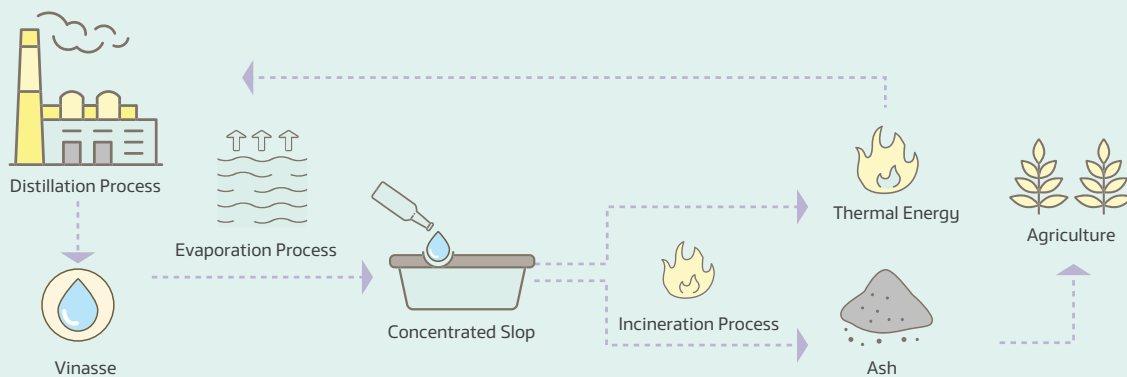 Distillation Process
Evaporation Process
Vinasse
Concentrated Slop
Incineration Process
Thermal Energy
Ash
Agriculture